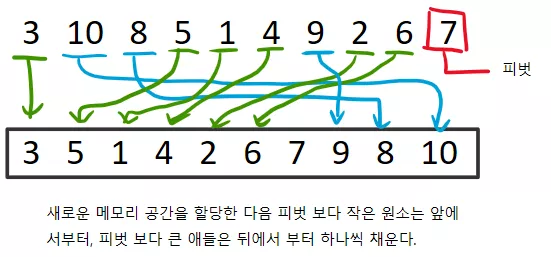 3 10 8 5 1 4 9 2 6 7
피벗
3 5 1 4 2 6 7 9 8 10
새로운 메모리 공간을 할당한 다음 피벗 보다 작은 원소는 앞에
서부터, 피벗 보다 큰 애들은 뒤에서 부터 하나씩 채운다.